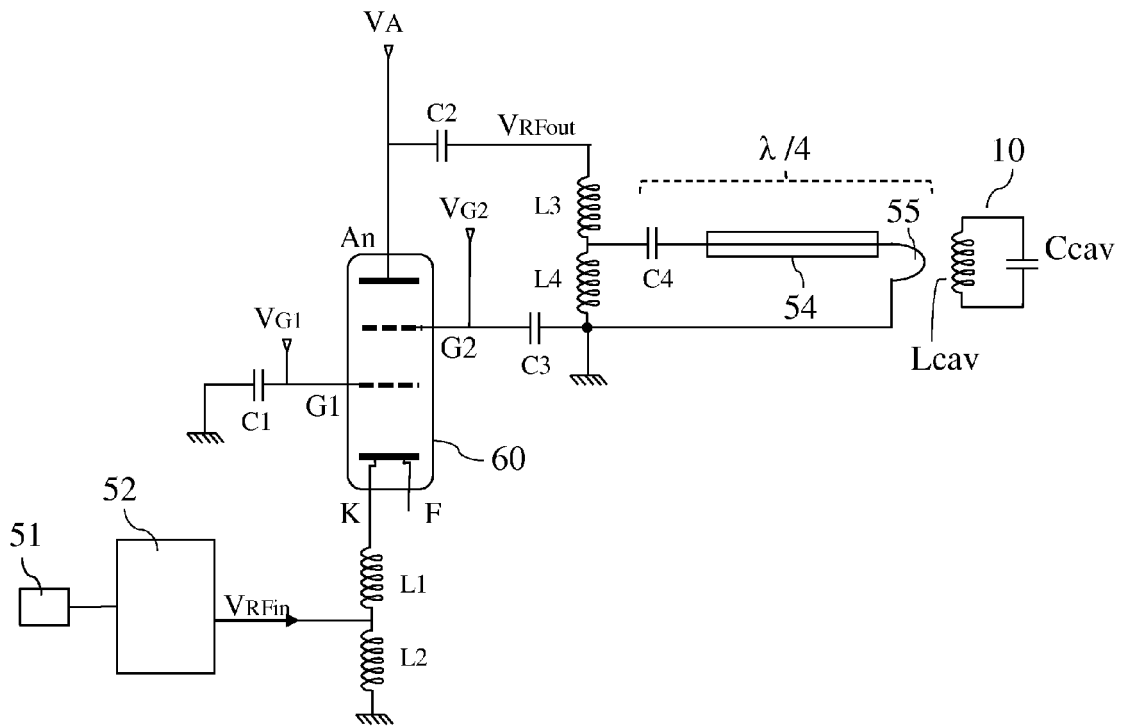 VA
C2
VRFout
λ/4
10
VG2
L3
55
An
Ccav
C4
L4
54
VG1
G2
C3
Lcav
G1
C1
60
52
K
F
51
L1
VRFin
L2